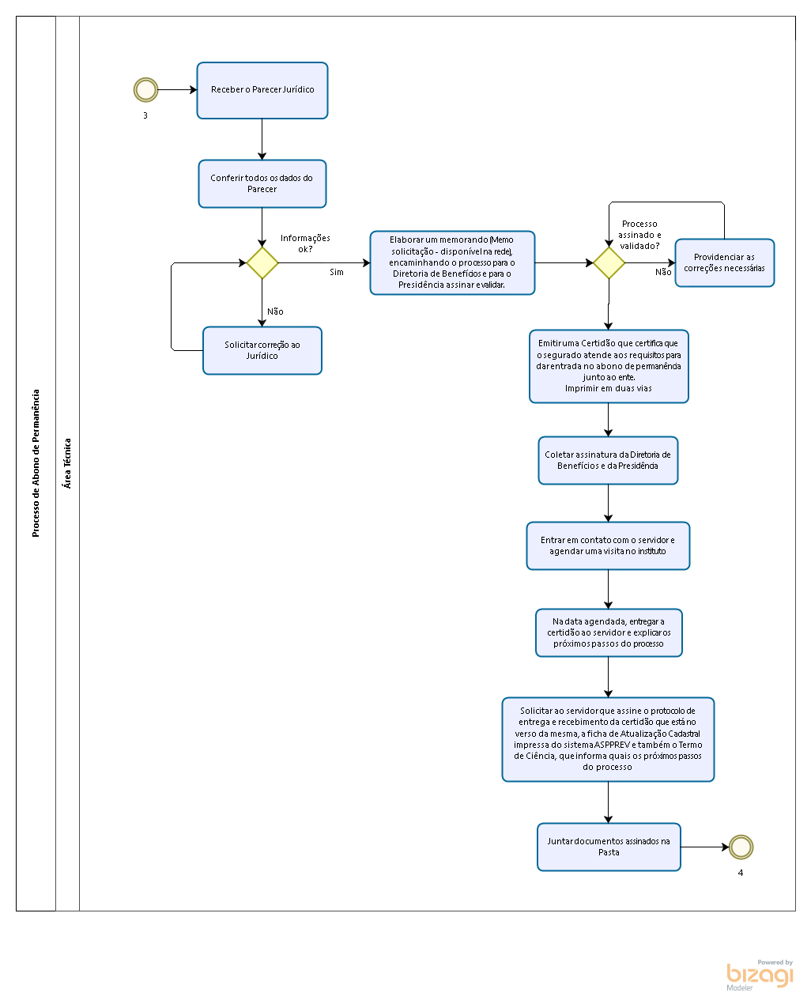 Processo de Abono de Permanência
Área Técnica
3
Receber o Parecer Jurídico
Conferir todos os dados do
Parecer
Informações
ok?
Sim
Não
Solicitar correção ao
Jurídico
Elaborar um memorando (Memo
solicitação - disponível na rede),
encaminhando o processo para o
Diretoria de Benefícios e para o
Presidência assinar e validar.
Processo
assinado e
validado?
Não
Providenciar as
correções necessárias
Emitir uma Certidão que certifica que
o segurado atende aos requisitos para
dar entrada no abono de permanência
junto ao ente.
Imprimir em duas vias
Coletar assinatura da Diretoria de
Benefícios e da Presidência
Entrar em contato com o servidor e
agendar uma visita no instituto
Na data agendada, entregar a
certidão ao servidor e explicar os
próximos passos do processo
Solicitar ao servidor que assine o protocolo de
entrega e recebimento da certidão que está no
verso da mesma, a ficha de Atualização Cadastral
impressa do sistema ASPPREV e também o Termo
de Ciência, que informa quais os próximos passos
do processo
Juntar documentos assinados na
Pasta
4
Powered by
bizagi
Modeler